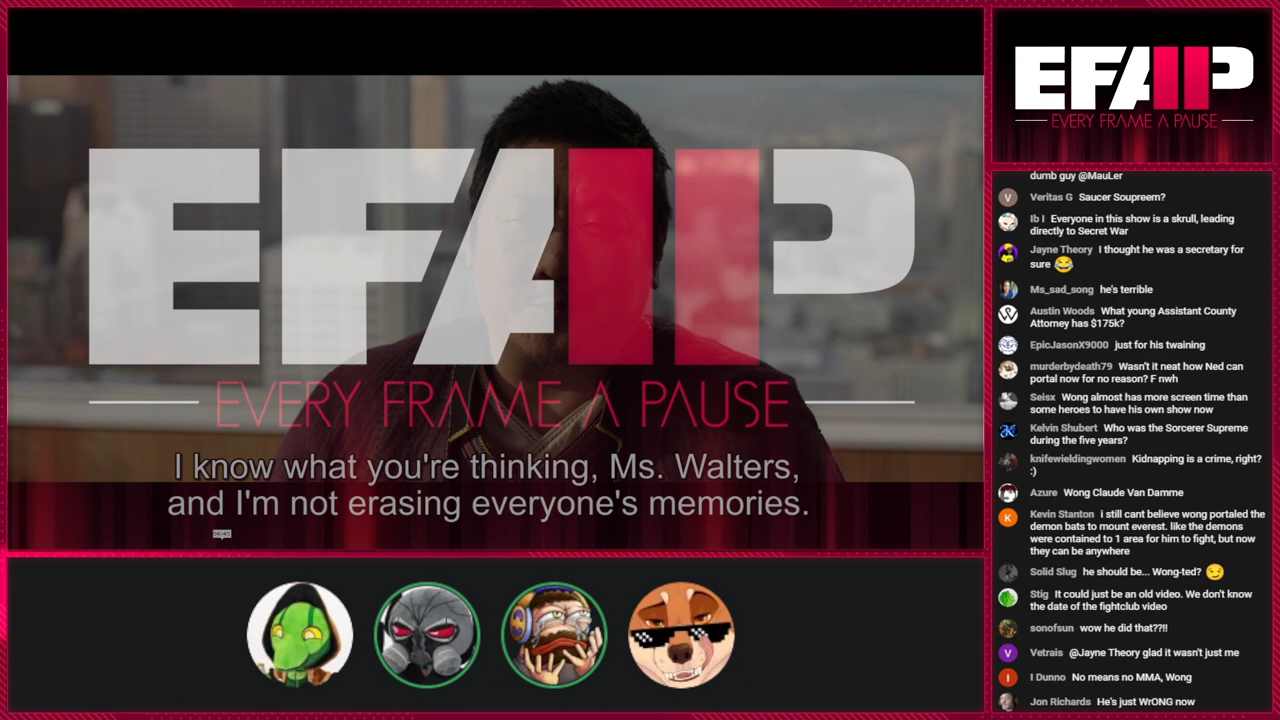 EFAP
EVERY FRAME A PAUSE
I know what you're thinking, Ms. Walters,
and I'm not erasing everyone's memories.
06:45
EFAP
EVERY FRAME A PAUSE
dumb guy @MauLer
Veritas G Saucer Soupreem?
Ib I Everyone in this show is a skrull, leading
directly to Secret War
Jayne Theory I thought he was a secretary for
sure 😂
Ms_sad_song he's terrible
Austin Woods What young Assistant County
Attorney has $175k?
EpicJasonX9000 just for his twaining
murderbydeath79 Wasn't it neat how Ned can
portal now for no reason? F nwh
Seisx Wong almost has more screen time than
some heroes to have his own show now
Kelvin Shubert Who was the Sorcerer Supreme
during the five years?
knifewieldingwomen Kidnapping is a crime, right?
:)
Azure Wong Claude Van Damme
Kevin Stanton i still cant believe wong portaled the
demon bats to mount everest. like the demons
were contained to 1 area for him to fight, but now
they can be anywhere
Solid Slug he should be... Wong-ted? 😏
Stig It could just be an old video. We don't know
the date of the fightclub video
sonofsun wow he did that??!!
Vetrais @Jayne Theory glad it wasn't just me
I Dunno No means no MMA, Wong
Jon Richards He's just WrONG now